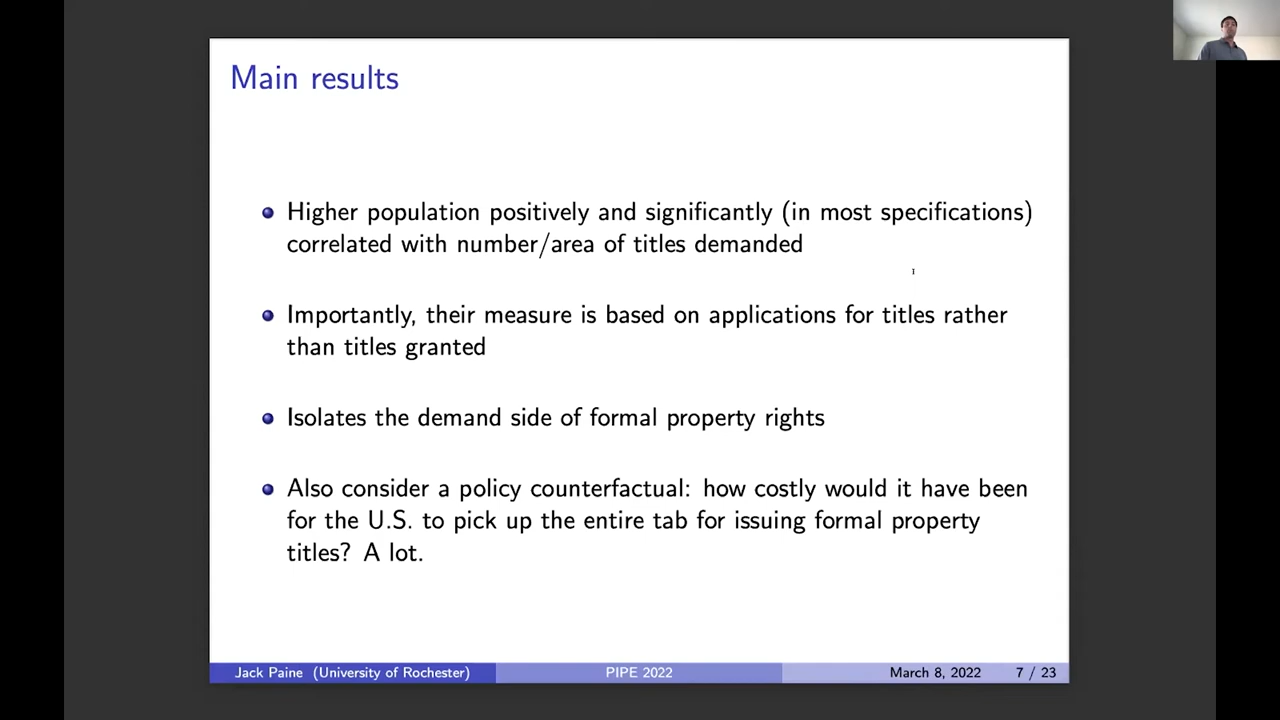 Main results
Higher population positively and significantly (in most specifications)
correlated with number/area of titles demanded
Importantly, their measure is based on applications for titles rather
than titles granted
Isolates the demand side of formal property rights
Also consider a policy counterfactual: how costly would it have been
for the U.S. to pick up the entire tab for issuing formal property
titles? A lot.
Jack Paine (University of Rochester) PIPE 2022 March 8, 2022 7 / 23